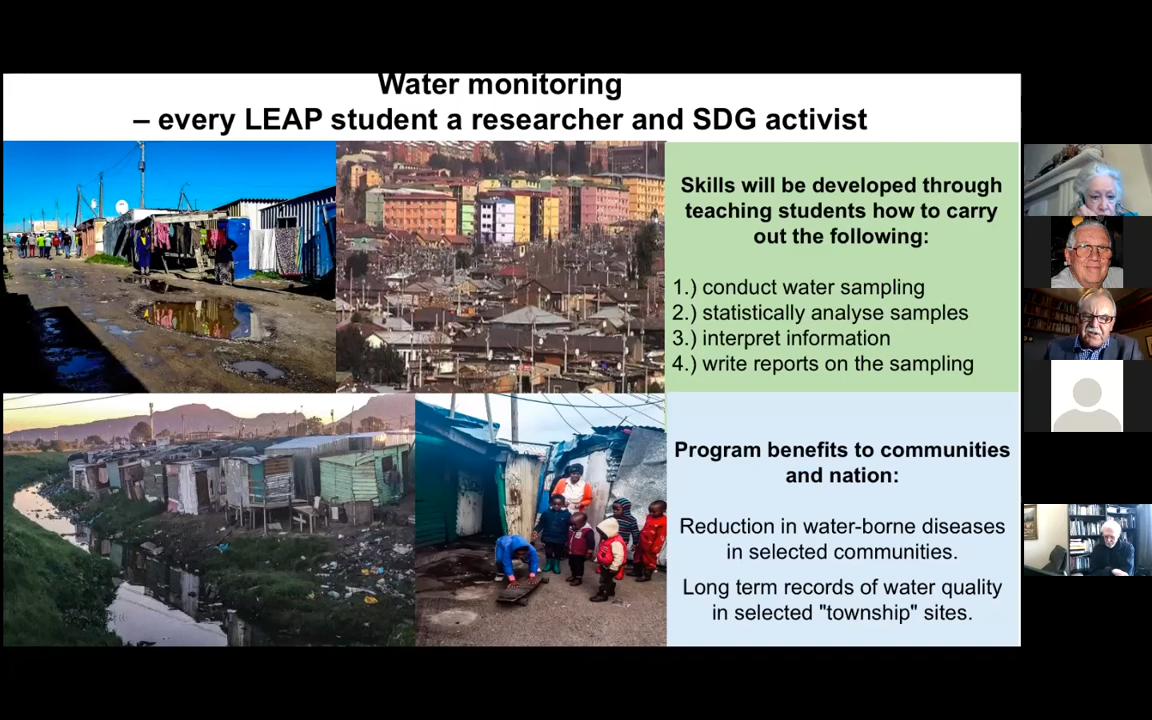 Water monitoring
– every LEAP student a researcher and SDG activist
Skills will be developed through
teaching students how to carry
out the following:
1.) conduct water sampling
2.) statistically analyse samples
3.) interpret information
4.) write reports on the sampling
Program benefits to communities
and nation:
Reduction in water-borne diseases
in selected communities.
Long term records of water quality
in selected "township" sites.